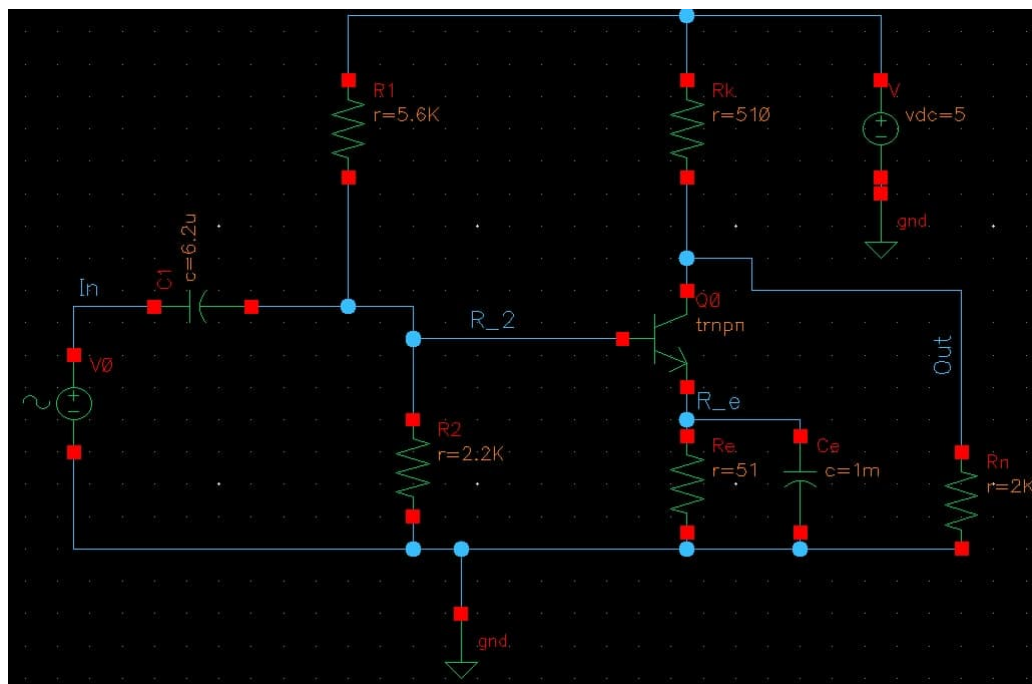 R1
r=5.6K
Rk
r=510
V
vdc=5
gnd
C1
c=6.2u
In
V0
R_2
Q0
trnpn
Out
R_e
R2
r=2.2K
Re
r=51
Ce
c=1m
Rn
r=2K
gnd